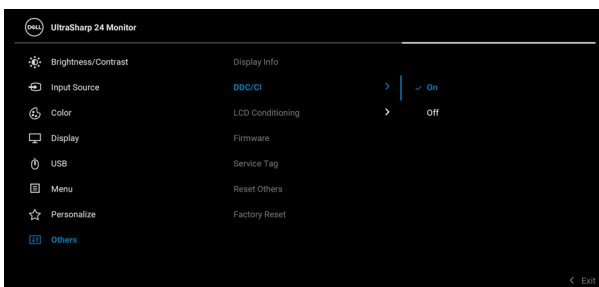 DELL UltraSharp 24 Monitor
Brightness/Contrast Display Info
Input Source DDC/CI > ✓ On
Color LCD Conditioning > Off
Display Firmware
USB Service Tag
Menu Reset Others
Personalize Factory Reset
Others
< Exit